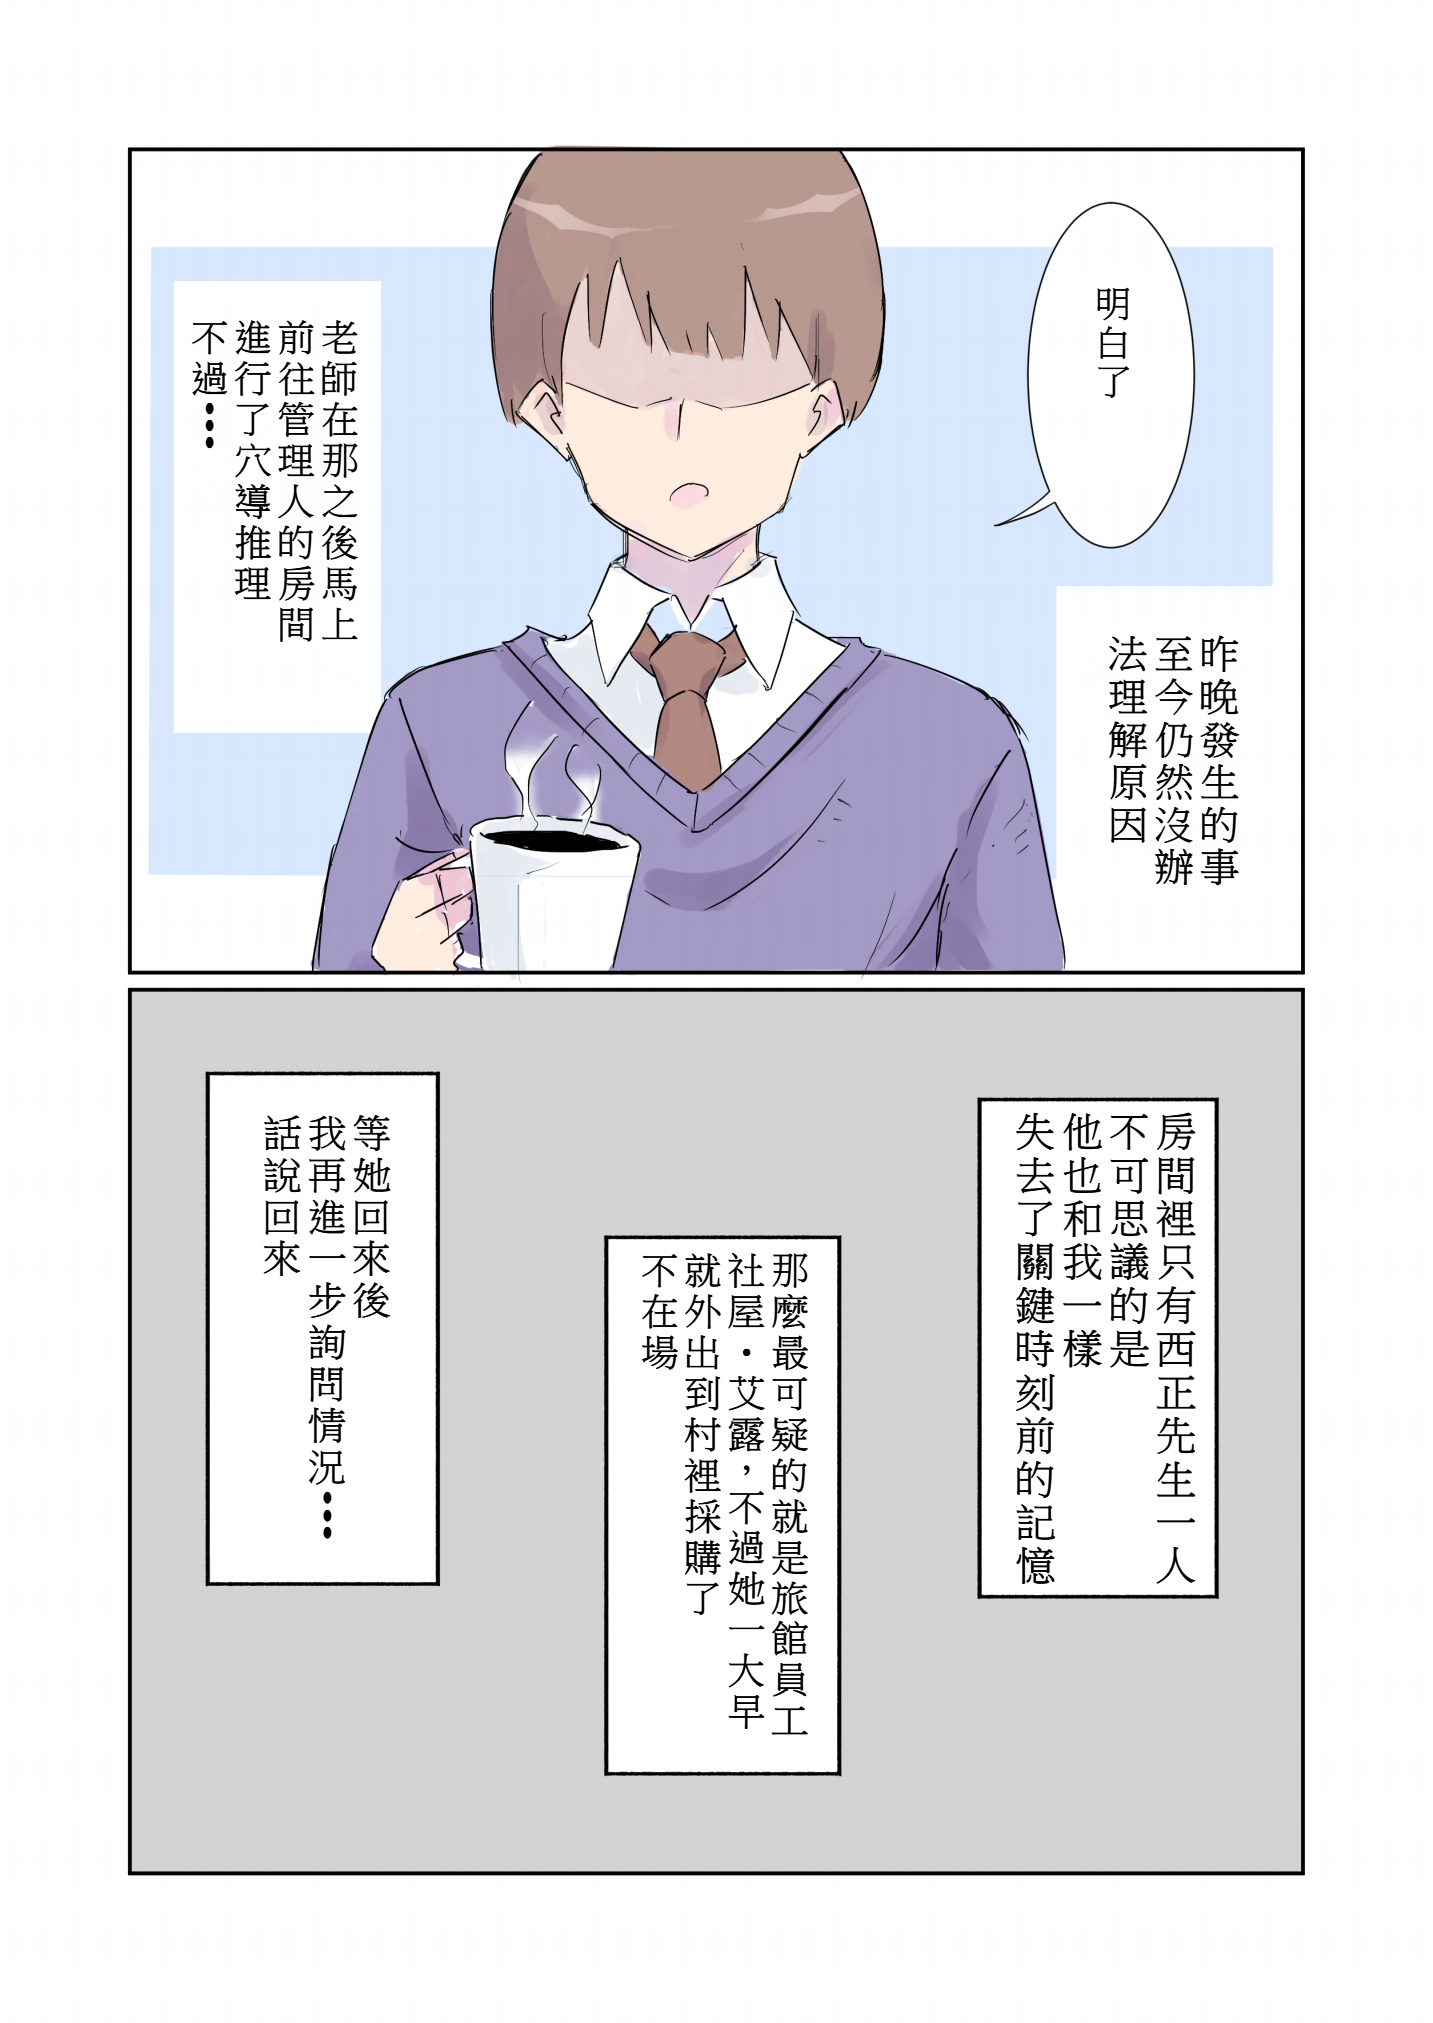 明白了
昨晚發生的事
至今仍然沒辦
法理解原因
老師在那之後馬上
前往管理人的房間
進行了穴導推理
不過…
房間裡只有西正先生一人
不可思議的是
他也和我一樣
失去了關鍵時刻前的記憶
那麼最可疑的就是旅館員工
社屋・艾露，不過她一大早
就外出到村裡採購了
不在場
等她回來後
我再進一步詢問情況…
話說回來